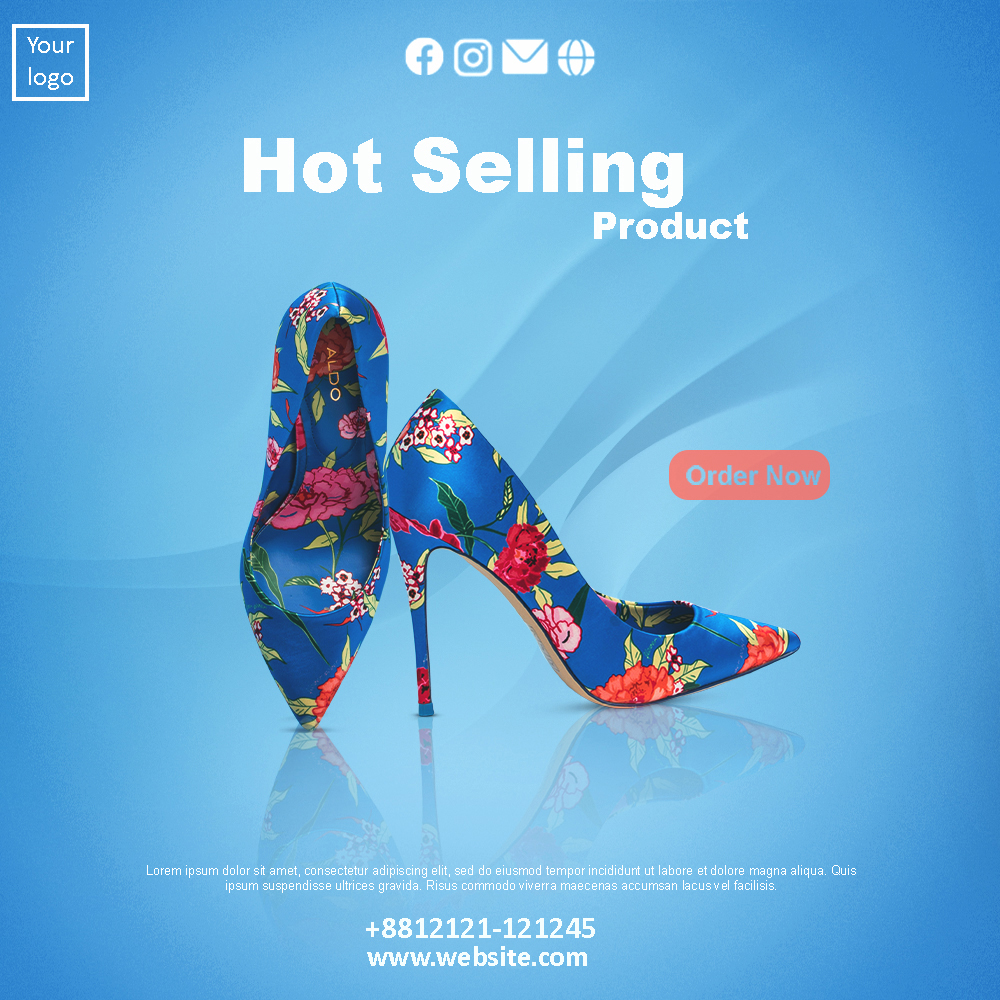 Your
logo
Hot Selling
Product
ALDO
Order Now
Lorem ipsum dolor sit amet, consectetur adipiscing elit, sed do eiusmod tempor incididunt ut labore et dolore magna aliqua. Quis
ipsum suspendisse ultrices gravida. Risus commodo viverra maecenas accumsan lacus vel facilisis.
+8812121-121245
www.website.com